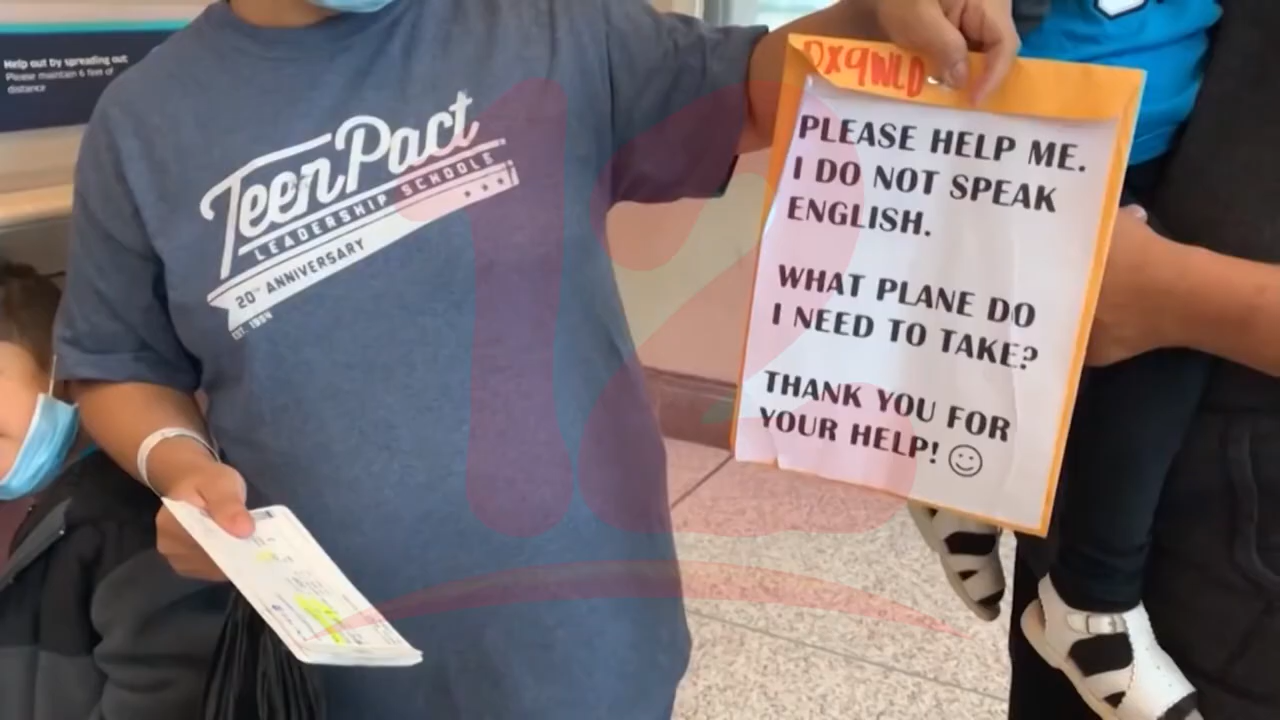 Help out by spreading out
Please maintain 6 feet of
distance
TeenPact
LEADERSHIP SCHOOLS
20TH ANNIVERSARY
EST. 1994
DX9WLD
PLEASE HELP ME.
I DO NOT SPEAK
ENGLISH.
WHAT PLANE DO
I NEED TO TAKE?
THANK YOU FOR
YOUR HELP! ☺
12